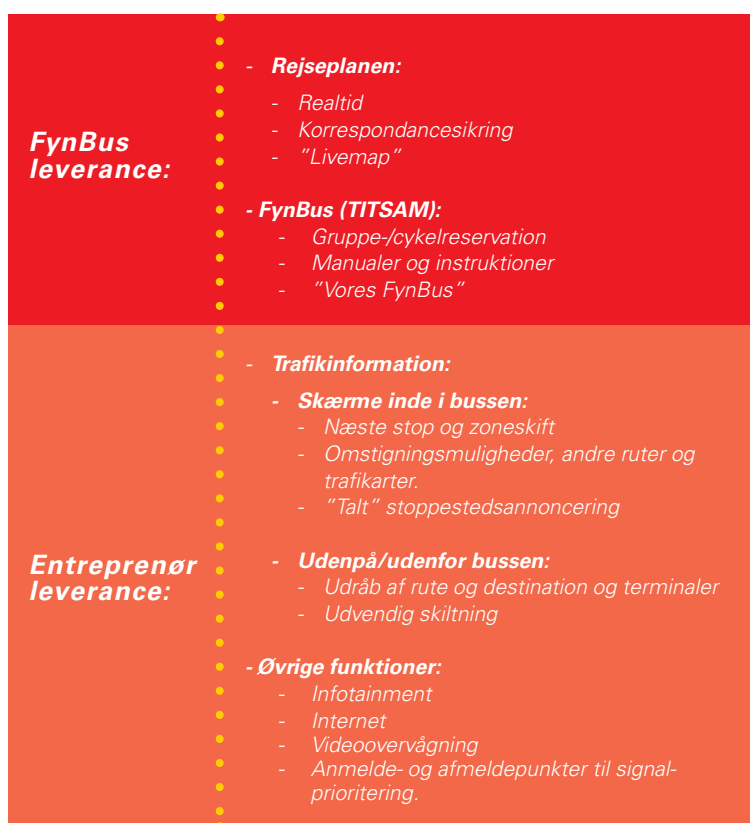 FynBus
leverance:
- Rejseplanen:
- Realtid
- Korrespondancesikring
- ”Livemap”
- FynBus (TITSAM):
- Gruppe-/cykelreservation
- Manualer og instruktioner
- ”Vores FynBus”
Entreprenør
leverance:
- Trafikinformation:
- Skærme inde i bussen:
- Næste stop og zoneskift
- Omstigningsmuligheder, andre ruter og
trafikarter.
- ”Talt” stoppestedsannoncering
- Udenpå/udenfor bussen:
- Udråb af rute og destination og terminaler
- Udvendig skiltning
- Øvrige funktioner:
- Infotainment
- Internet
- Videoovervågning
- Anmelde- og afmeldepunkter til signal-
prioritering.